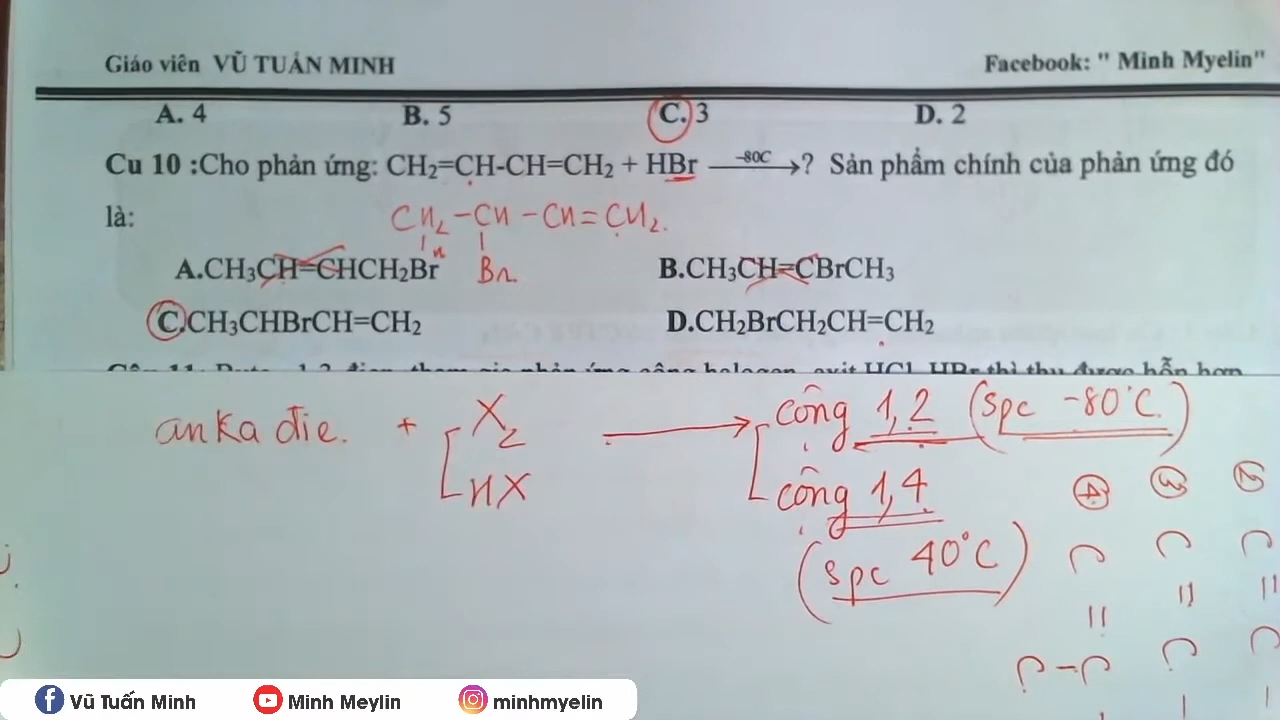 Giáo viên VŨ TUẤN MINH
Facebook: " Minh Myelin"
A. 4 B. 5 C. 3 D. 2
Cu 10 :Cho phản ứng: CH₂=CH-CH=CH₂ + HBr ⟶? Sản phẩm chính của phản ứng đó
-80C
là:
CH₂ - CH - CH = CH₂.
H Br
A.CH3CH=CHCH₂Br B.CH3CH=CBrCH₃
C.CH3CHBrCH=CH₂ D.CH₂BrCH₂CH=CH₂
ankađie. + X₂ ⟶ cộng 1,2 (spc -80°C)
HX cộng 1,4
(spc 40°C)
4 3
C C C
= = =
C - C C C
Vũ Tuấn Minh
Minh Meylin
minhmyelin